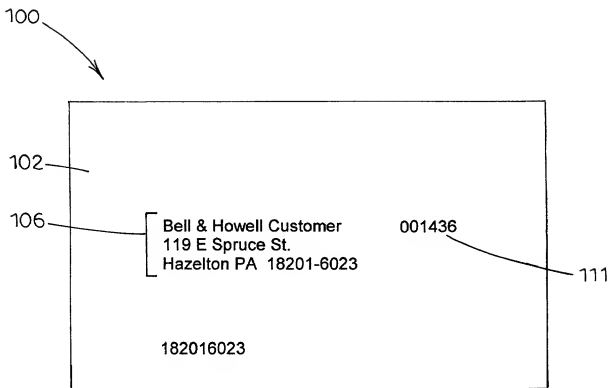 100
102
106
Bell & Howell Customer 001436
119 E Spruce St.
Hazelton PA 18201-6023
111
182016023